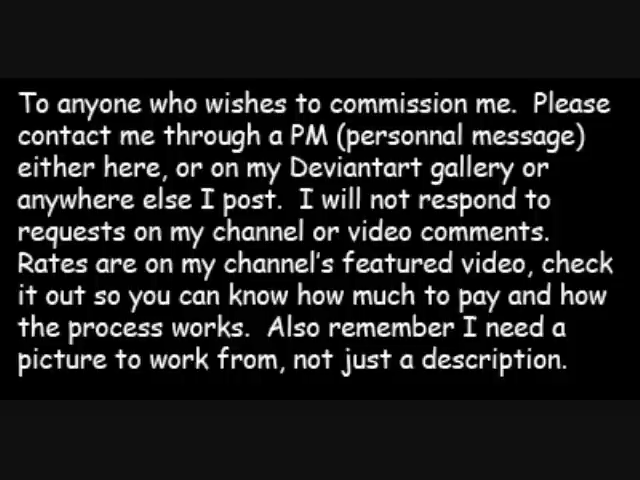 To anyone who wishes to commission me.  Please
contact me through a PM (personnal message)
either here, or on my Deviantart gallery or
anywhere else I post.  I will not respond to
requests on my channel or video comments.
Rates are on my channel's featured video, check
it out so you can know how much to pay and how
the process works.  Also remember I need a
picture to work from, not just a description.